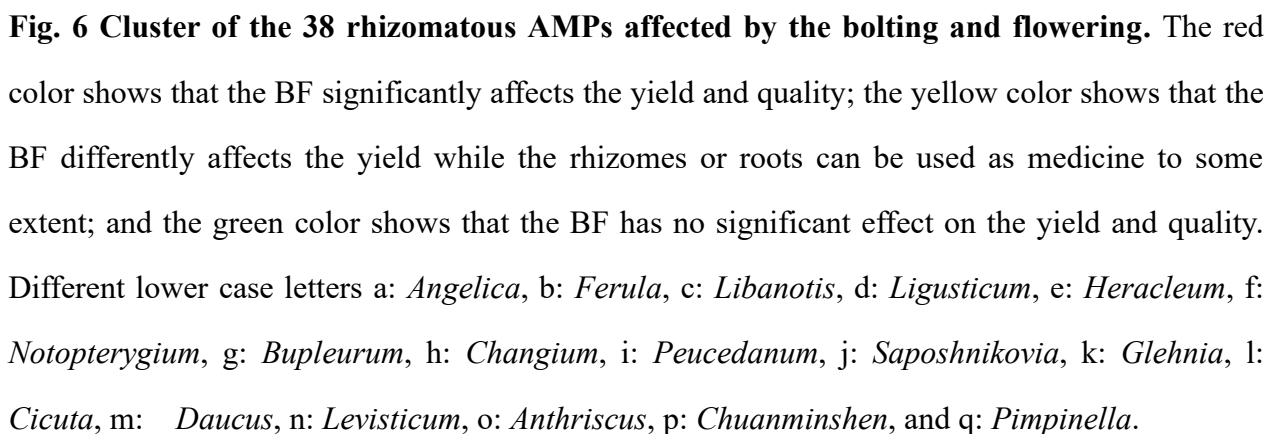 Fig. 6 Cluster of the 38 rhizomatous AMPs affected by the bolting and flowering. The red
color shows that the BF significantly affects the yield and quality; the yellow color shows that the
BF differently affects the yield while the rhizomes or roots can be used as medicine to some
extent; and the green color shows that the BF has no significant effect on the yield and quality.
Different lower case letters a: Angelica, b: Ferula, c: Libanotis, d: Ligusticum, e: Heracleum, f:
Notopterygium, g: Bupleurum, h: Changium, i: Peucedanum, j: Saposhnikovia, k: Glehnia, l:
Cicuta, m: Daucus, n: Levisticum, o: Anthriscus, p: Chuanminshen, and q: Pimpinella.